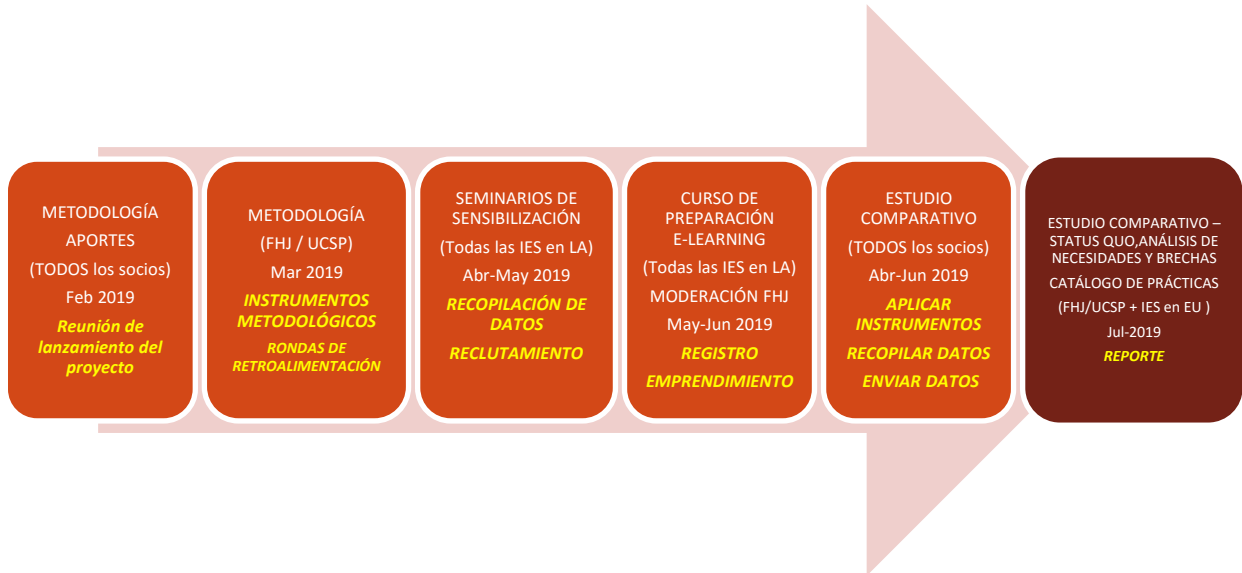 METODOLOGÍA
APORTES
(TODOS los socios)
Feb 2019
Reunión de
lanzamiento del
proyecto
METODOLOGÍA
(FHJ / UCSP)
Mar 2019
INSTRUMENTOS
METODOLÓGICOS
RONDAS DE
RETROALIMENTACIÓN
SEMINARIOS DE
SENSIBILIZACIÓN
(Todas las IES en LA)
Abr-May 2019
RECOPILACIÓN DE
DATOS
RECLUTAMIENTO
CURSO DE
PREPARACIÓN
E-LEARNING
(Todas las IES en LA)
MODERACIÓN FHJ
May-Jun 2019
REGISTRO
EMPRENDIMIENTO
ESTUDIO
COMPARATIVO
(TODOS los socios)
Abr-Jun 2019
APLICAR
INSTRUMENTOS
RECOPILAR DATOS
ENVIAR DATOS
ESTUDIO COMPARATIVO –
STATUS QUO,ANÁLISIS DE
NECESIDADES Y BRECHAS
CATÁLOGO DE PRÁCTICAS
(FHJ/UCSP + IES en EU )
Jul-2019
REPORTE